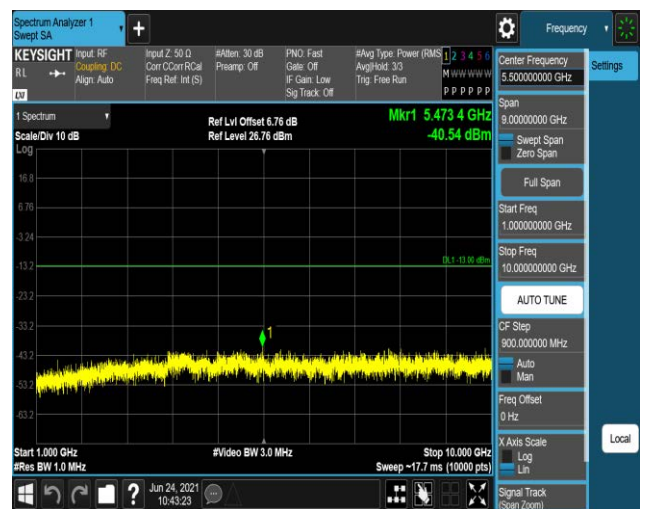 Spectrum Analyzer 1
Swept SA
+
Frequency
KEYSIGHT
RL
Input: RF
Coupling: DC
Align: Auto
Input Z: 50 Ω
Corr CCorr RCal
Freq Ref: Int (S)
#Atten: 30 dB
Preamp: Off
PNO: Fast
Gate: Off
IF Gain: Low
Sig Track: Off
#Avg Type: Power (RMS
Avg|Hold: 3/3
Trig: Free Run
1 2 3 4 5 6
M W W W W W
P P P P P P
LXI
1 Spectrum
Scale/Div 10 dB
Log
Ref Lvl Offset 6.76 dB
Ref Level 26.76 dBm
Mkr1 5.473 4 GHz
-40.54 dBm
16.8
6.76
-3.24
-13.2
-23.2
-33.2
-43.2
-53.2
-63.2
DL1 -13.00 dBm
1
Start 1.000 GHz
#Res BW 1.0 MHz
#Video BW 3.0 MHz
Stop 10.000 GHz
Sweep ~17.7 ms (10000 pts)
?
Jun 24, 2021
10:43:23
Center Frequency
5.500000000 GHz
Settings
Span
9.00000000 GHz
Swept Span
Zero Span
Full Span
Start Freq
1.000000000 GHz
Stop Freq
10.000000000 GHz
AUTO TUNE
CF Step
900.000000 MHz
Auto
Man
Freq Offset
0 Hz
X Axis Scale
Log
Lin
Local
Signal Track
(Span Zoom)